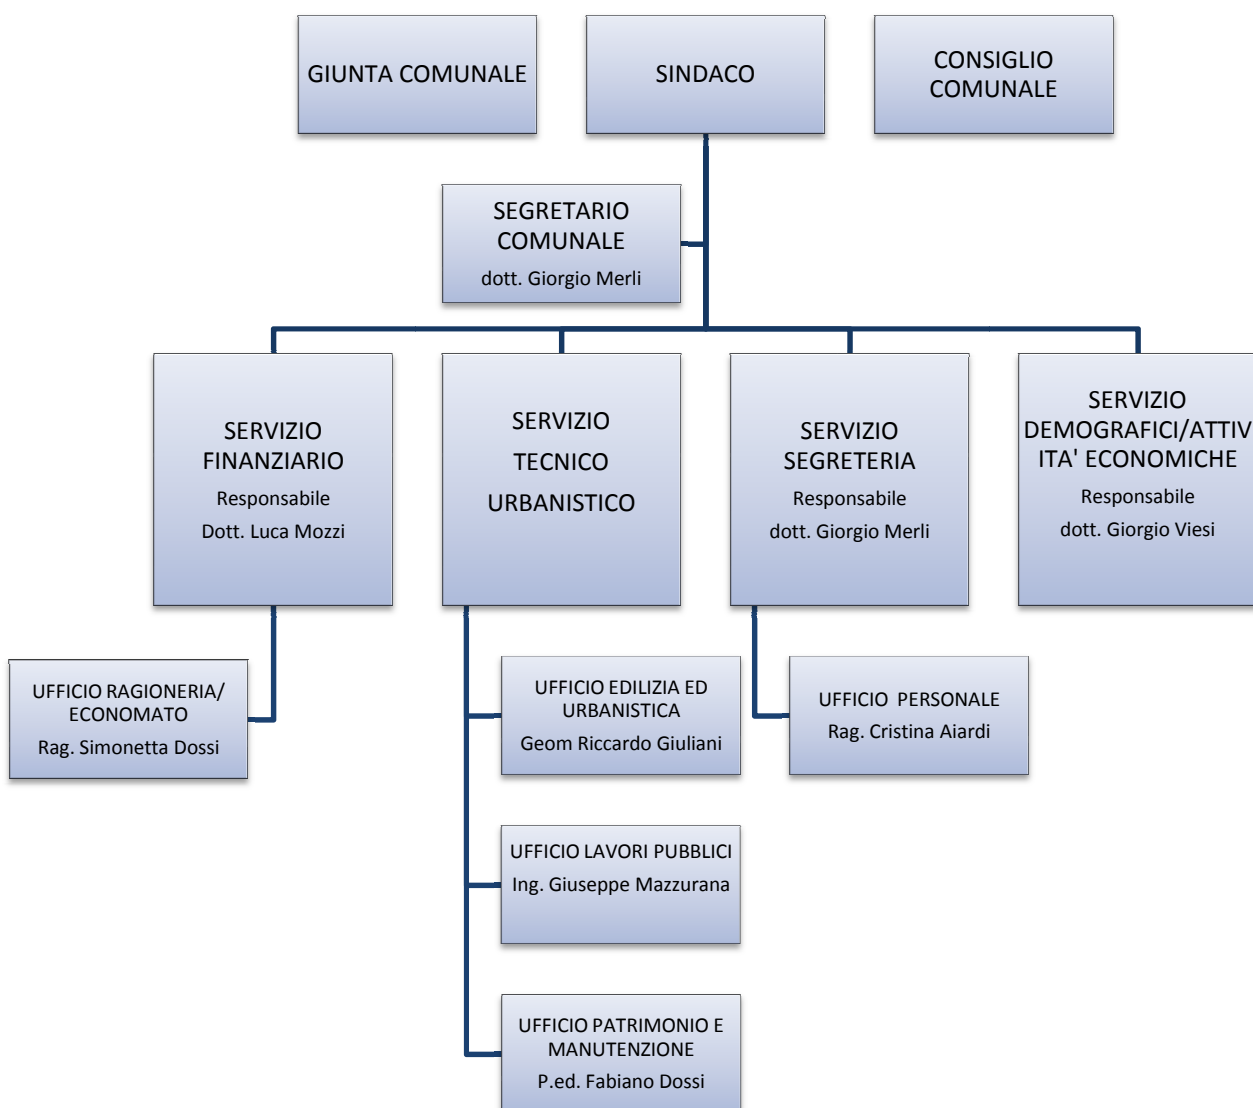 GIUNTA COMUNALE
SINDACO
CONSIGLIO
COMUNALE
SEGRETARIO
COMUNALE
dott. Giorgio Merli
SERVIZIO
FINANZIARIO
Responsabile
Dott. Luca Mozzi
SERVIZIO
TECNICO
URBANISTICO
SERVIZIO
SEGRETERIA
Responsabile
dott. Giorgio Merli
SERVIZIO
DEMOGRAFICI/ATTIV
ITA' ECONOMICHE
Responsabile
dott. Giorgio Viesi
UFFICIO RAGIONERIA/
ECONOMATO
Rag. Simonetta Dossi
UFFICIO EDILIZIA ED
URBANISTICA
Geom Riccardo Giuliani
UFFICIO PERSONALE
Rag. Cristina Aiardi
UFFICIO LAVORI PUBBLICI
Ing. Giuseppe Mazzurana
UFFICIO PATRIMONIO E
MANUTENZIONE
P.ed. Fabiano Dossi